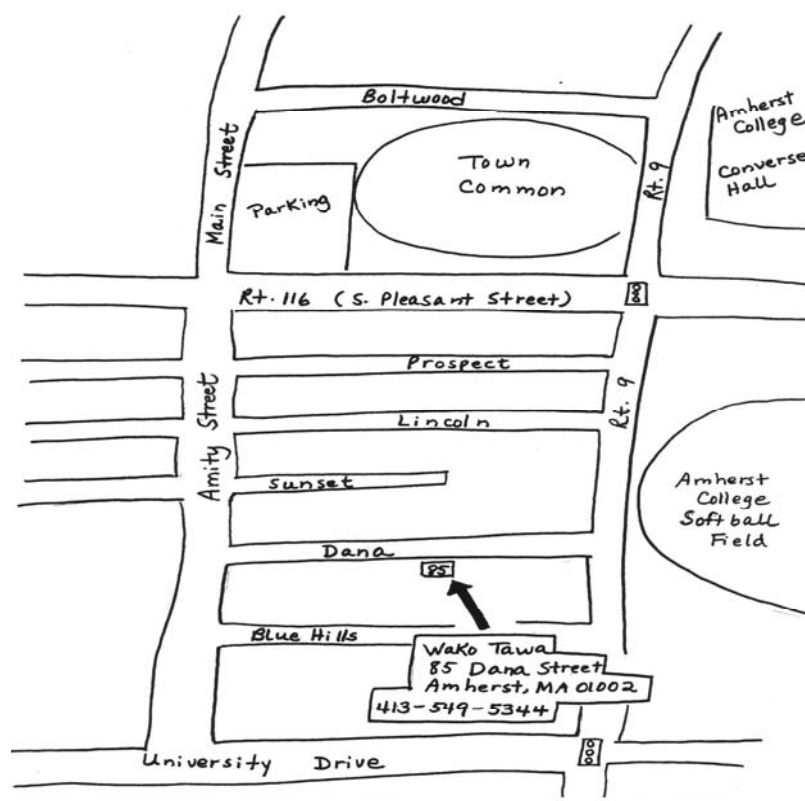 Boltwood
Amherst
College
Converse
Hall
Town
Common
Rt. 9
Main Street
Parking
Rt. 116 (S. Pleasant Street)
Prospect
Rt. 9
Lincoln
Amity Street
Sunset
Amherst
College
Softball
Field
Dana
85
Blue Hills
Wako Tawa
85 Dana Street
Amherst, MA 01002
413-549-5344
University Drive